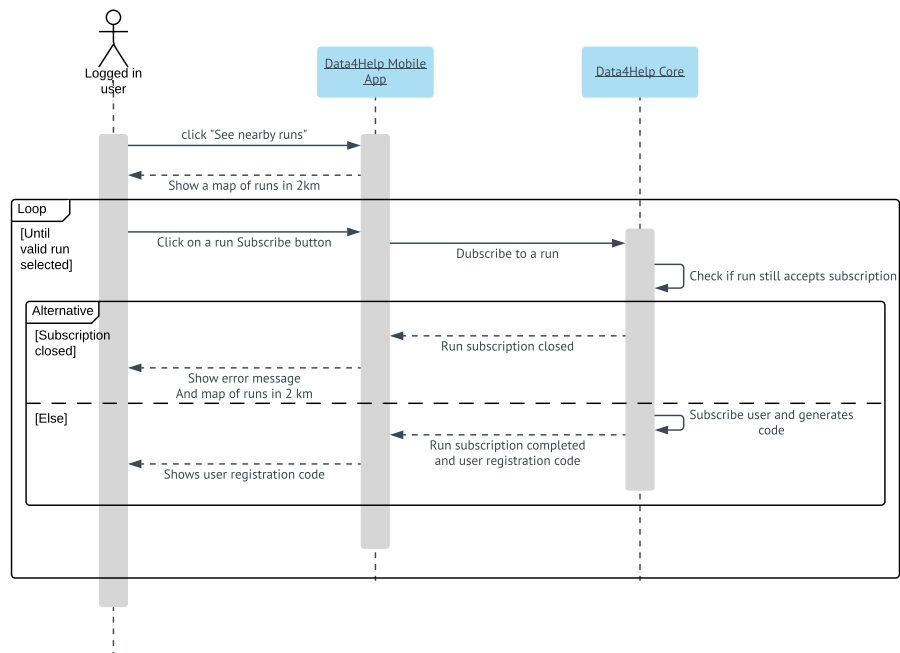 Logged in
user
Data4Help Mobile
App
Data4Help Core
click "See nearby runs"
Show a map of runs in 2km
Loop
[Until
valid run
selected]
Click on a run Subscribe button
Dubscribe to a run
Check if run still accepts subscription
Alternative
[Subscription
closed]
Run subscription closed
Show error message
And map of runs in 2 km
[Else]
Subscribe user and generates
code
Run subscription completed
and user registration code
Shows user registration code